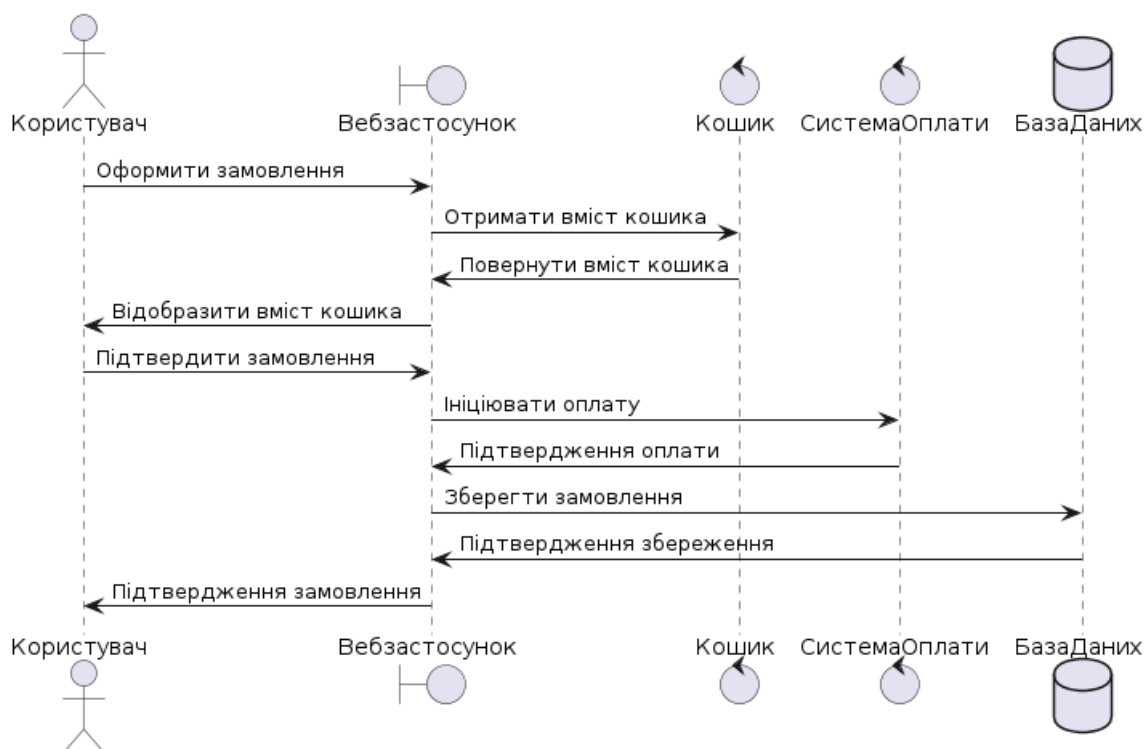 Користувач Вебзастосунок Кошик СистемаОплати БазаДаних
Оформити замовлення
Отримати вміст кошика
Повернути вміст кошика
Відобразити вміст кошика
Підтвердити замовлення
Ініціювати оплату
Підтвердження оплати
Зберегти замовлення
Підтвердження збереження
Підтвердження замовлення
Користувач Вебзастосунок Кошик СистемаОплати БазаДаних